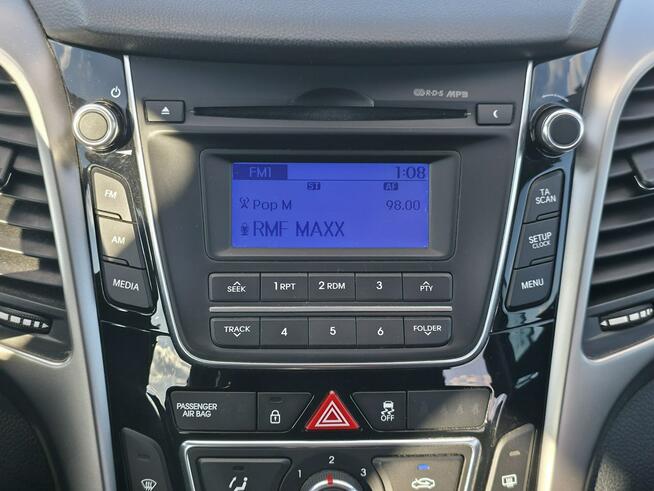 R·D·S MP3
FM1 1:08
ST AF
Pop M 98.00
RMF MAXX
FM
AM
MEDIA
TA
SCAN
SETUP
CLOCK
MENU
SEEK 1 RPT 2 RDM 3 PTY
TRACK 4 5 6 FOLDER
PASSENGER
AIR BAG
OFF
1 2 3